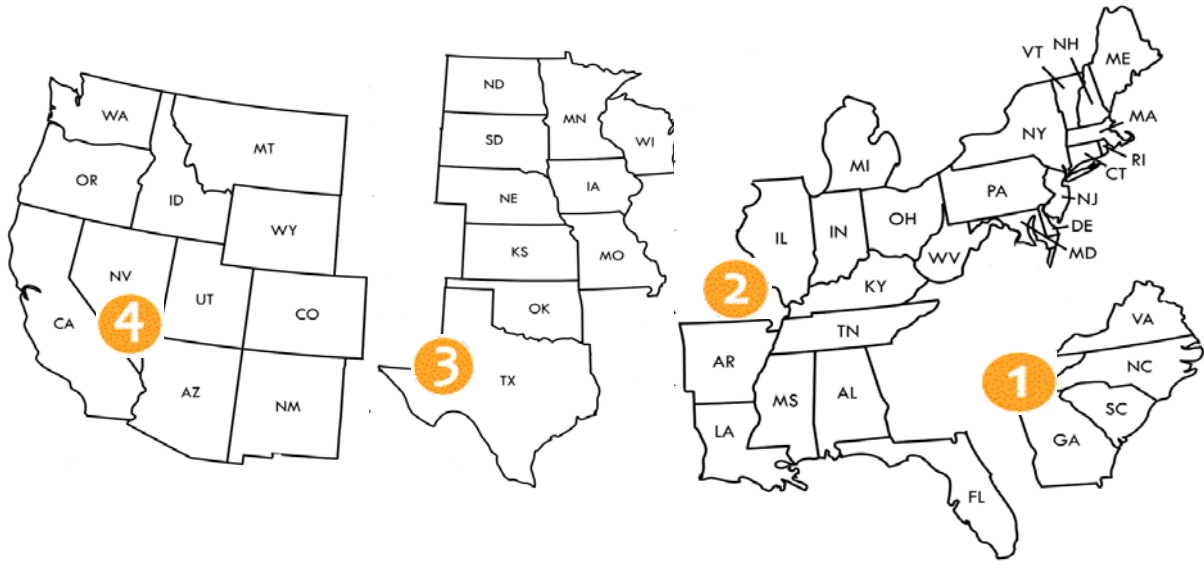 VT NH ME
WA
MT
ND
MN
WI
NY
MA
SD
OR
ID
MI
RI
CT
IA
PA
NE
NJ
WY
IL
IN
OH
DE
NV
KS
MO
WV
MD
UT
2
KY
CA
4
CO
OK
VA
TN
3
AR
NC
1
TX
AZ
NM
MS
AL
SC
LA
GA
FL